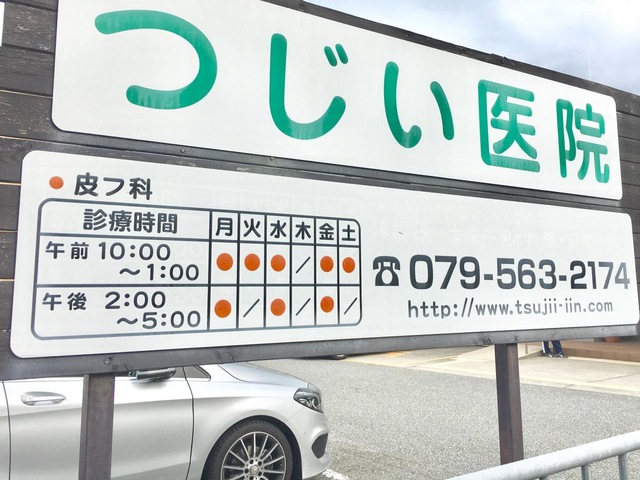 つじい医院
● 皮フ科
診療時間 月 火 水 木 金 土
午前 10:00 ～1:00 ● ● ● ／ ● ●
午後 2:00 ～5:00 ● ／ ● ／ ● ／
☎079-563-2174
http://www.tsujii-iin.com